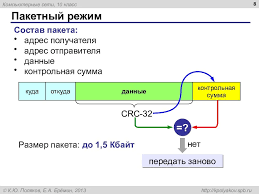 Компьютерные сети, 10 класс
8
Пакетный режим
Состав пакета:
• адрес получателя
• адрес отправителя
• данные
• контрольная сумма
куда откуда данные контрольная сумма
CRC-32
=?
Размер пакета: до 1,5 Кбайт
нет
передать заново
© К.Ю. Поляков, Е.А. Ерёмин, 2013
http://kpolyakov.spb.ru